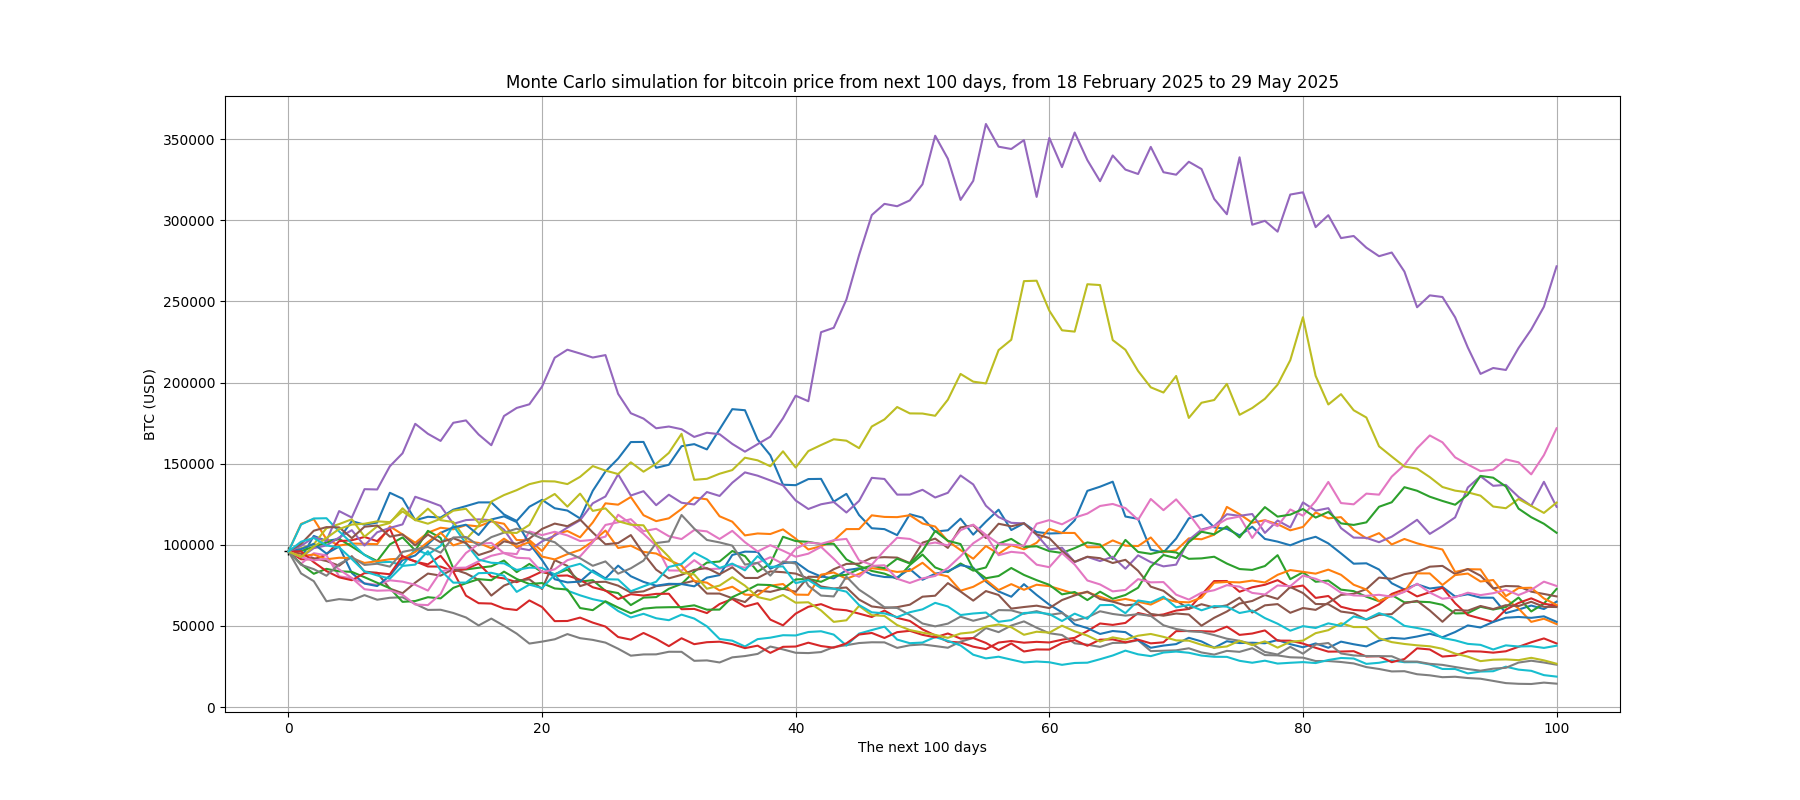 Monte Carlo simulation for bitcoin price from next 100 days, from 18 February 2025 to 29 May 2025
350000
300000
250000
200000
150000
100000
50000
0
BTC (USD)
0 20 40 60 80 100
The next 100 days